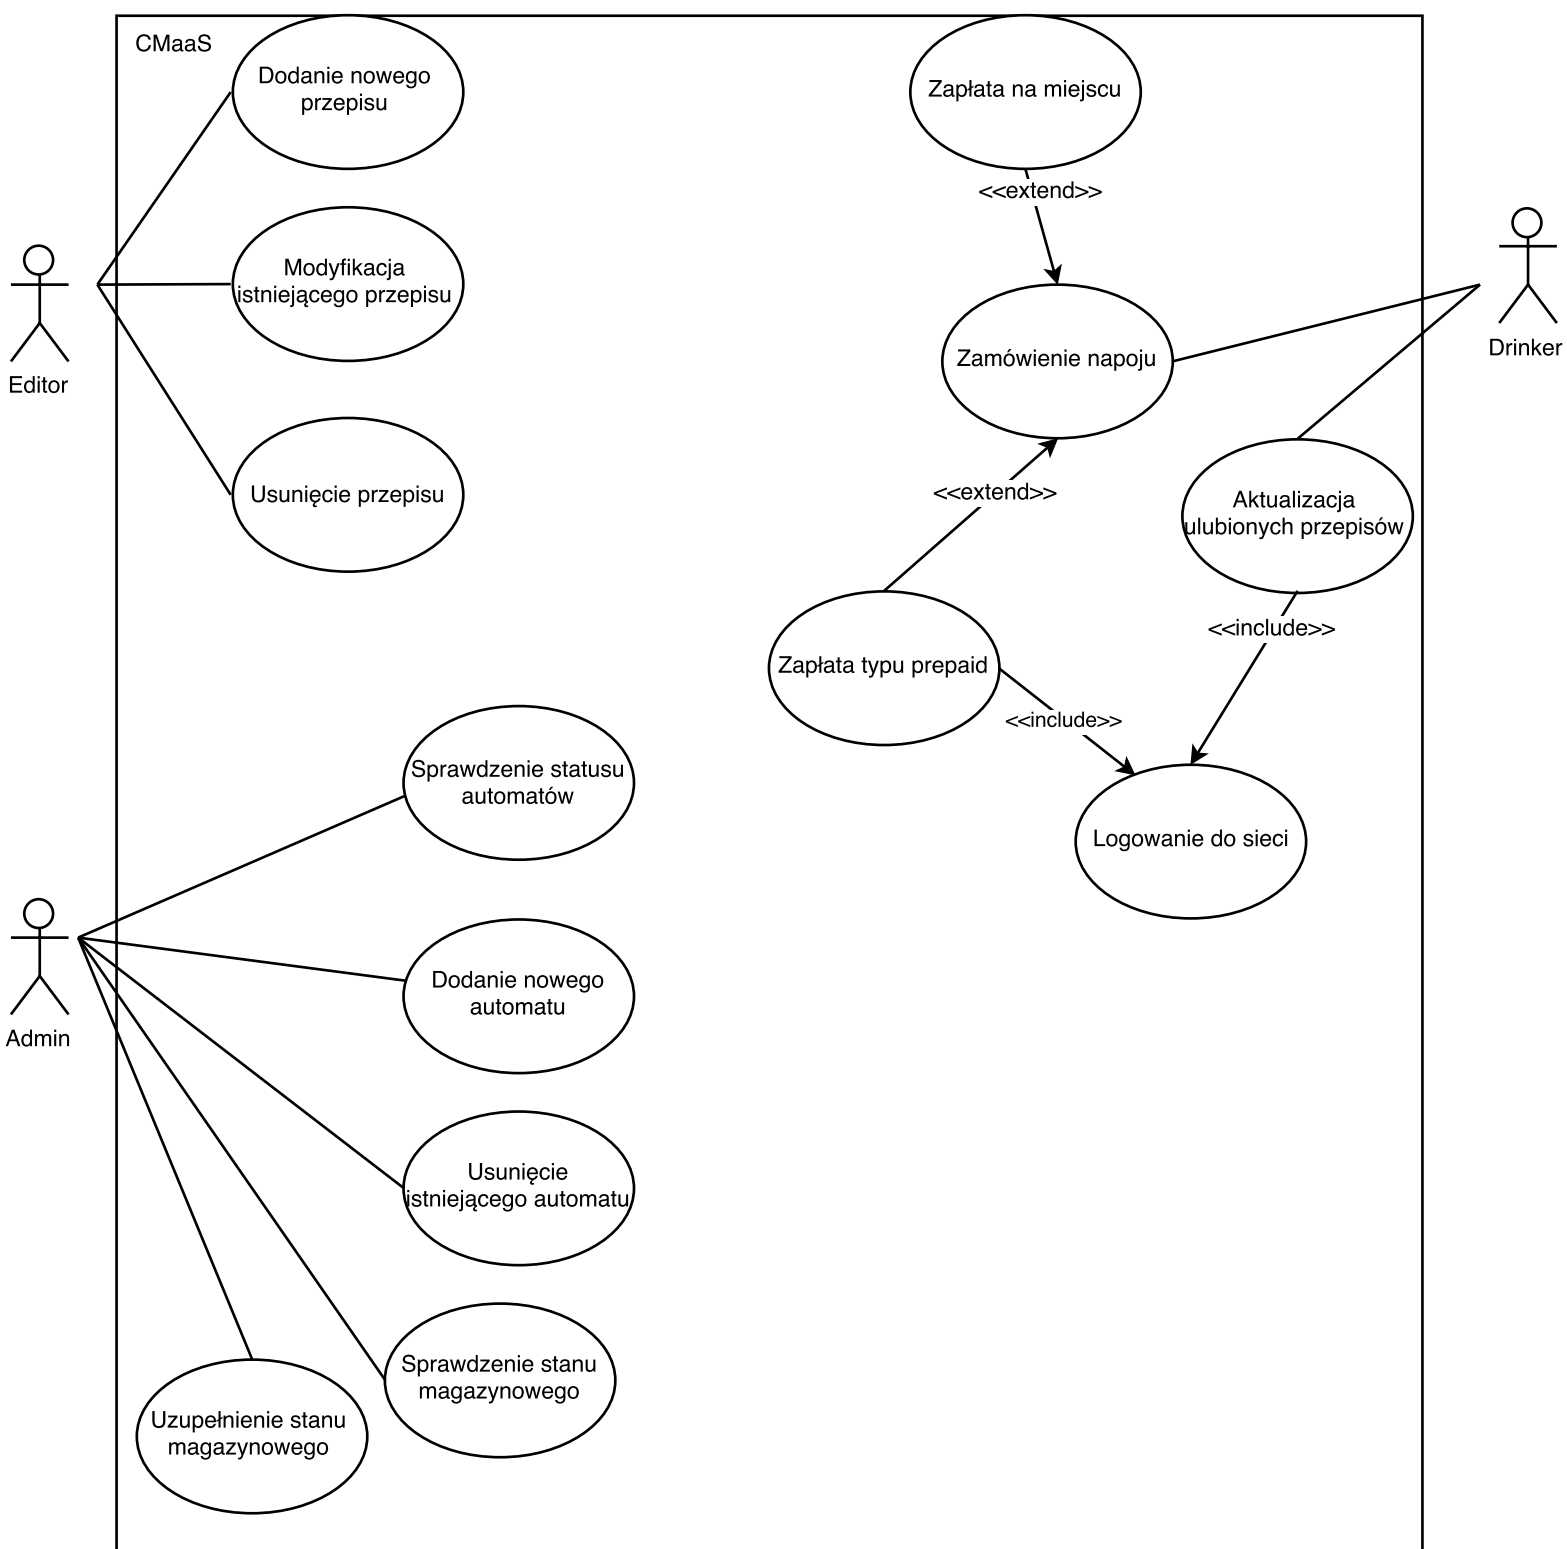 CMaaS
Dodanie nowego
przepisu
Zapłata na miejscu
<<extend>>
Modyfikacja
istniejącego przepisu
Editor
Zamówienie napoju
Drinker
Usunięcie przepisu
<<extend>>
Aktualizacja
ulubionych przepisów
<<include>>
Zapłata typu prepaid
<<include>>
Sprawdzenie statusu
automatów
Logowanie do sieci
Admin
Dodanie nowego
automatu
Usunięcie
istniejącego automatu
Sprawdzenie stanu
magazynowego
Uzupełnienie stanu
magazynowego